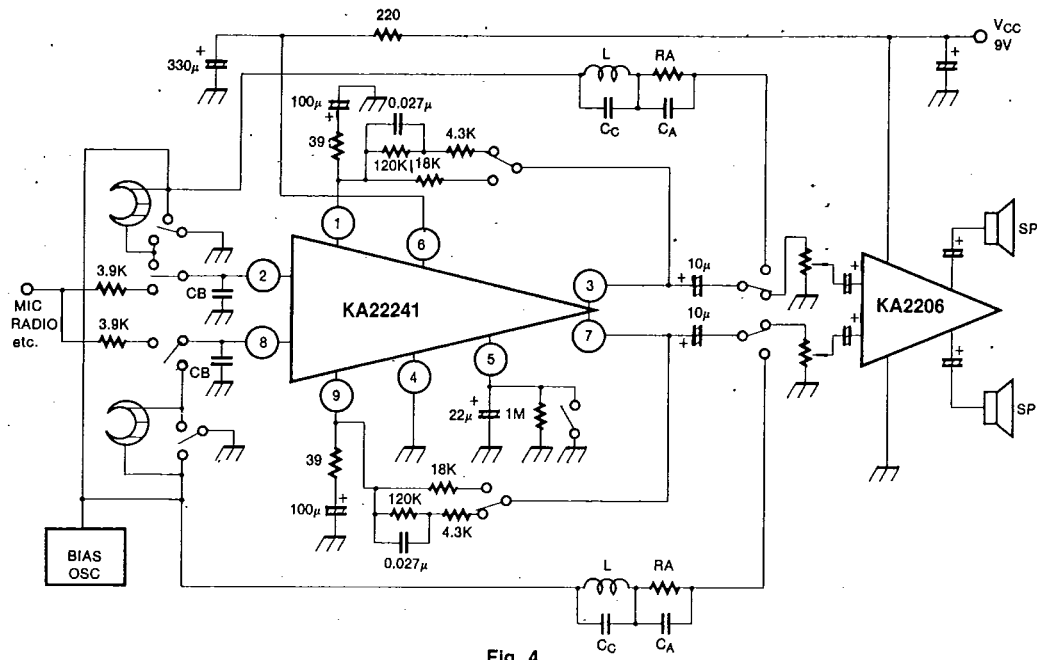 220
VCC
9V
330μ
L
RA
100μ
0.027μ
CC
CA
39
4.3K
120K
18K
1
6
SP
3.9K
2
3
10μ
MIC
CB
KA22241
KA2206
RADIO
etc.
3.9K
10μ
8
7
CB
5
4
9
22μ
1M
SP
39
18K
120K
100μ
4.3K
0.027μ
BIAS
OSC
L
RA
CC
CA
Fig. 4